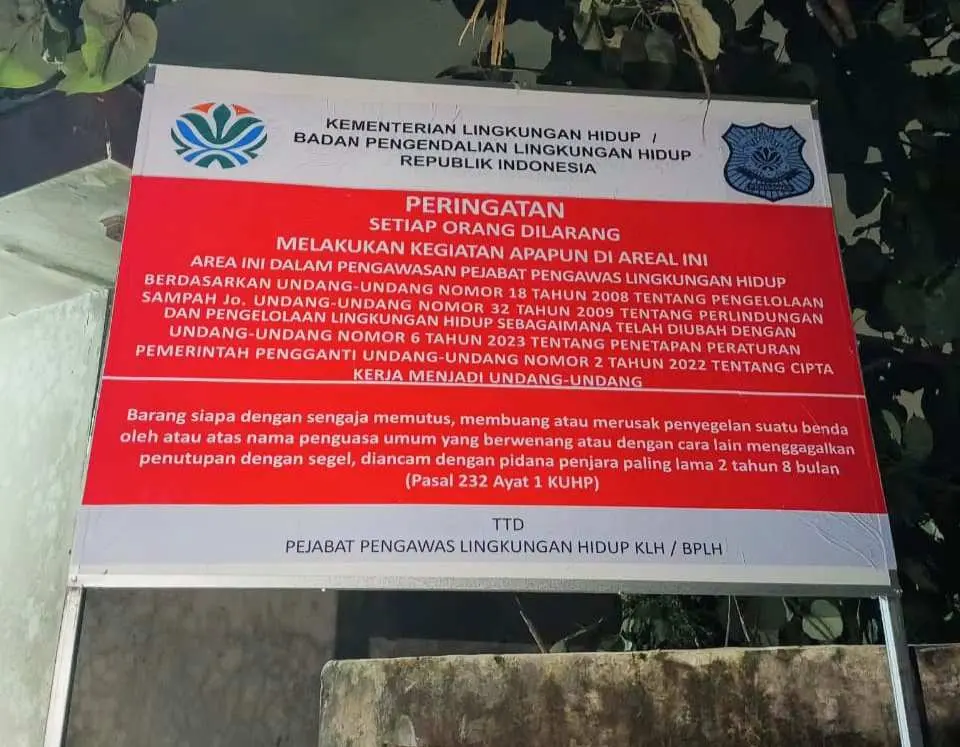 KEMENTERIAN LINGKUNGAN HIDUP /
BADAN PENGENDALIAN LINGKUNGAN HIDUP
REPUBLIK INDONESIA
PERINGATAN
SETIAP ORANG DILARANG
MELAKUKAN KEGIATAN APAPUN DI AREAL INI
AREA INI DALAM PENGAWASAN PEJABAT PENGAWAS LINGKUNGAN HIDUP
BERDASARKAN UNDANG-UNDANG NOMOR 18 TAHUN 2008 TENTANG PENGELOLAAN
SAMPAH Jo. UNDANG-UNDANG NOMOR 32 TAHUN 2009 TENTANG PERLINDUNGAN
DAN PENGELOLAAN LINGKUNGAN HIDUP SEBAGAIMANA TELAH DIUBAH DENGAN
UNDANG-UNDANG NOMOR 6 TAHUN 2023 TENTANG PENETAPAN PERATURAN
PEMERINTAH PENGGANTI UNDANG-UNDANG NOMOR 2 TAHUN 2022 TENTANG CIPTA
KERJA MENJADI UNDANG-UNDANG
Barang siapa dengan sengaja memutus, membuang atau merusak penyegelan suatu benda
oleh atau atas nama penguasa umum yang berwenang atau dengan cara lain menggagalkan
penutupan dengan segel, diancam dengan pidana penjara paling lama 2 tahun 8 bulan
(Pasal 232 Ayat 1 KUHP)
TTD
PEJABAT PENGAWAS LINGKUNGAN HIDUP KLH / BPLH